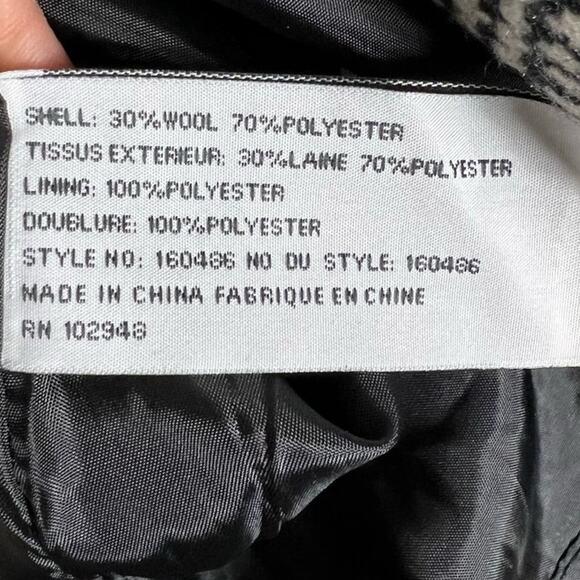 SHELL: 30%WOOL 70%POLYESTER
TISSUS EXTERIEUR: 30%LAINE 70%POLYESTER
LINING: 100%POLYESTER
DOUBLURE: 100%POLYESTER
STYLE NO: 160486 NO DU STYLE: 160486
MADE IN CHINA FABRIQUE EN CHINE
RN 102948